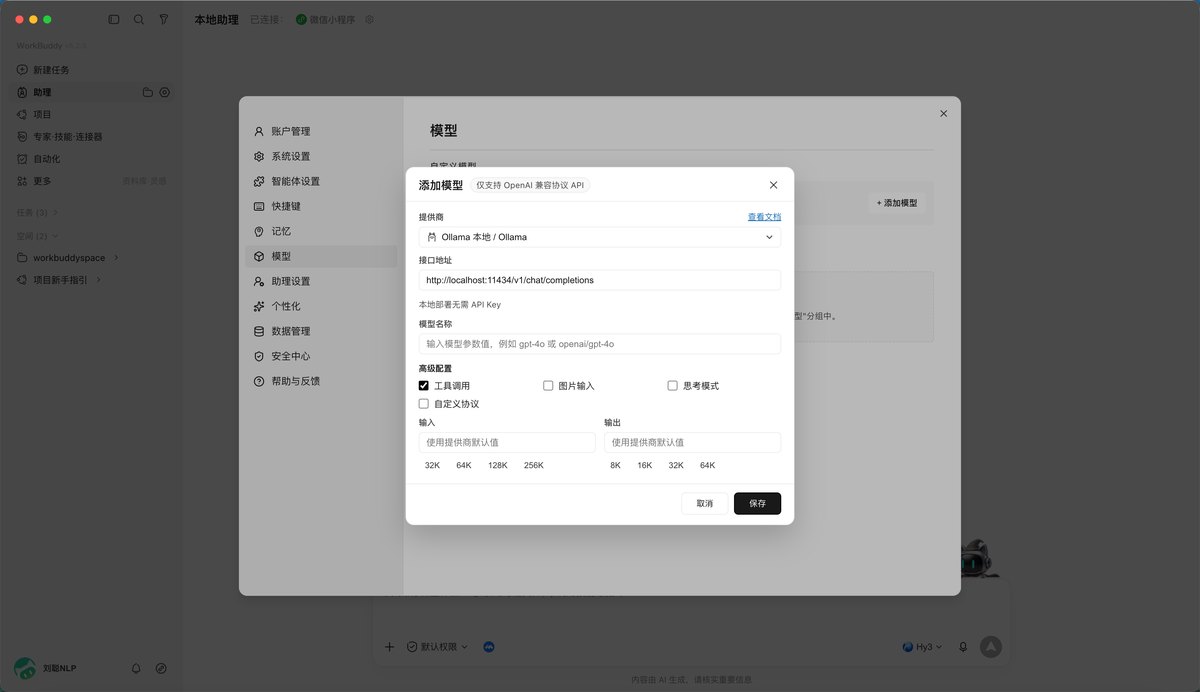 本地助理 已连接： 微信小程序
WorkBuddy
新建任务
助理
项目
专家·技能·连接器
自动化
更多 资料库·灵感
任务 (3)
空间 (2)
workbuddyspace
项目新手指引
刘聪NLP
账户管理
系统设置
智能体设置
快捷键
记忆
模型
助理设置
个性化
数据管理
安全中心
帮助与反馈
模型
自定义模型
+ 添加模型
型"分组中。
添加模型 仅支持 OpenAI 兼容协议 API
提供商 查看文档
Ollama 本地 / Ollama
接口地址
http://localhost:11434/v1/chat/completions
本地部署无需 API Key
模型名称
输入模型参数值，例如 gpt-4o 或 openai/gpt-4o
高级配置
工具调用 图片输入 思考模式
自定义协议
输入 输出
使用提供商默认值 使用提供商默认值
32K 64K 128K 256K 8K 16K 32K 64K
取消 保存
默认权限 Hy3
内容由 AI 生成，请核实重要信息